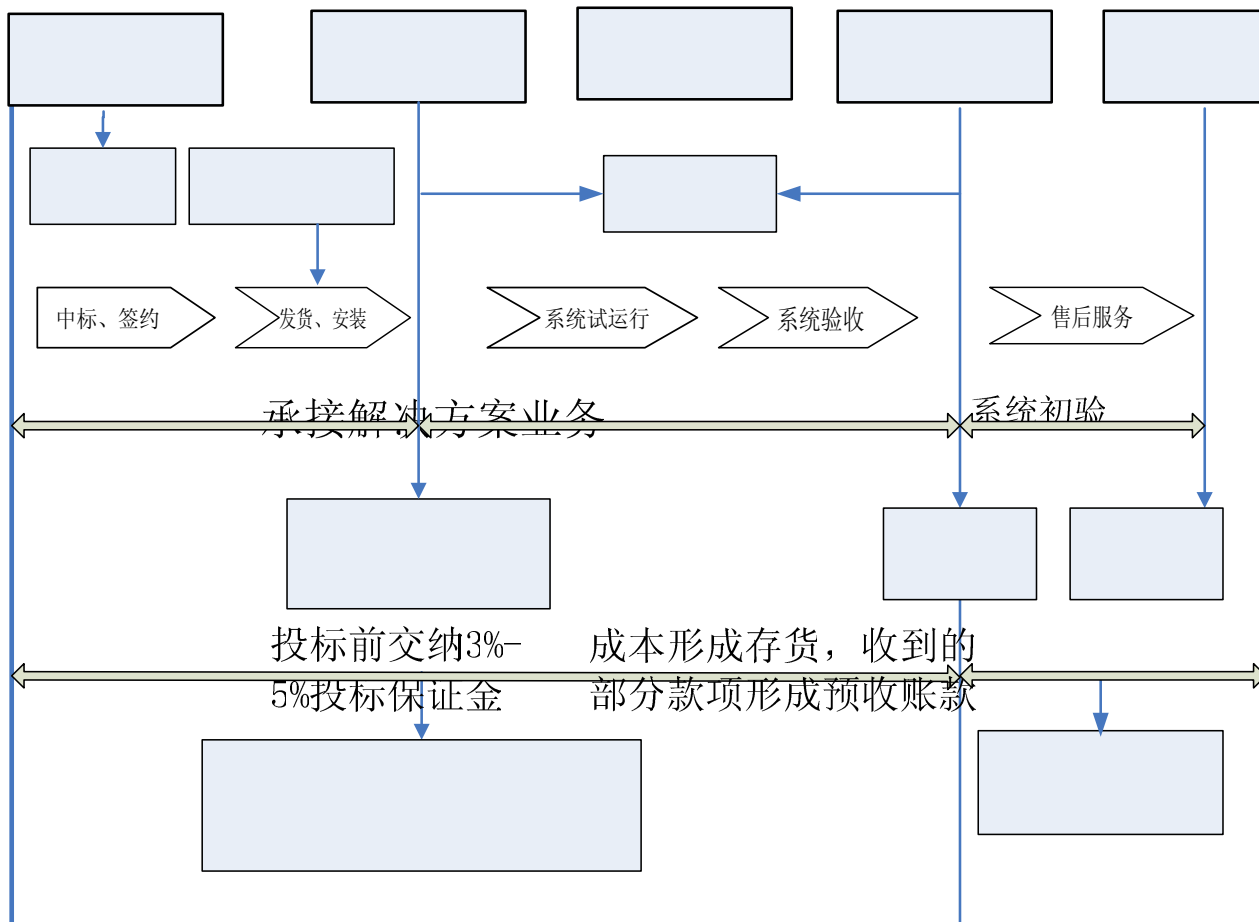 中标、签约
发货、安装
系统试运行
系统验收
售后服务
承接解决方案业务
系统初验
投标前交纳3%-
5%投标保证金
成本形成存货，收到的
部分款项形成预收账款